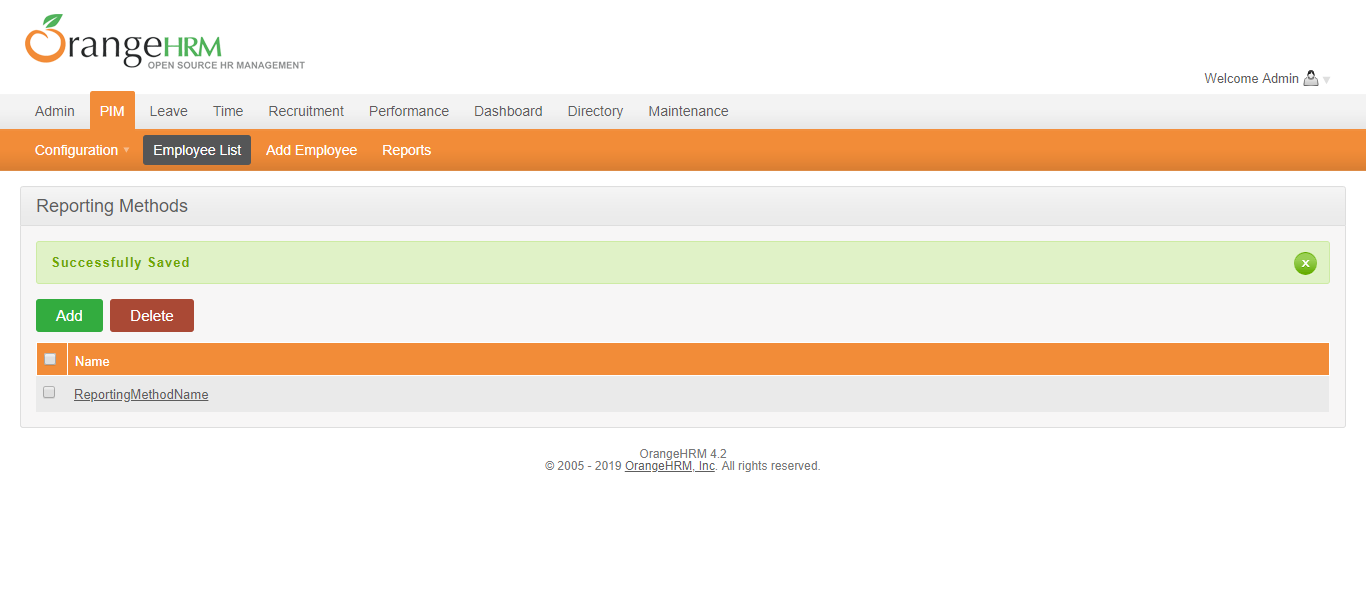 OrangeHRM
OPEN SOURCE HR MANAGEMENT
Welcome Admin
Admin PIM Leave Time Recruitment Performance Dashboard Directory Maintenance
Configuration Employee List Add Employee Reports
Reporting Methods
Successfully Saved x
Add Delete
Name
ReportingMethodName
OrangeHRM 4.2
© 2005 - 2019 OrangeHRM, Inc. All rights reserved.